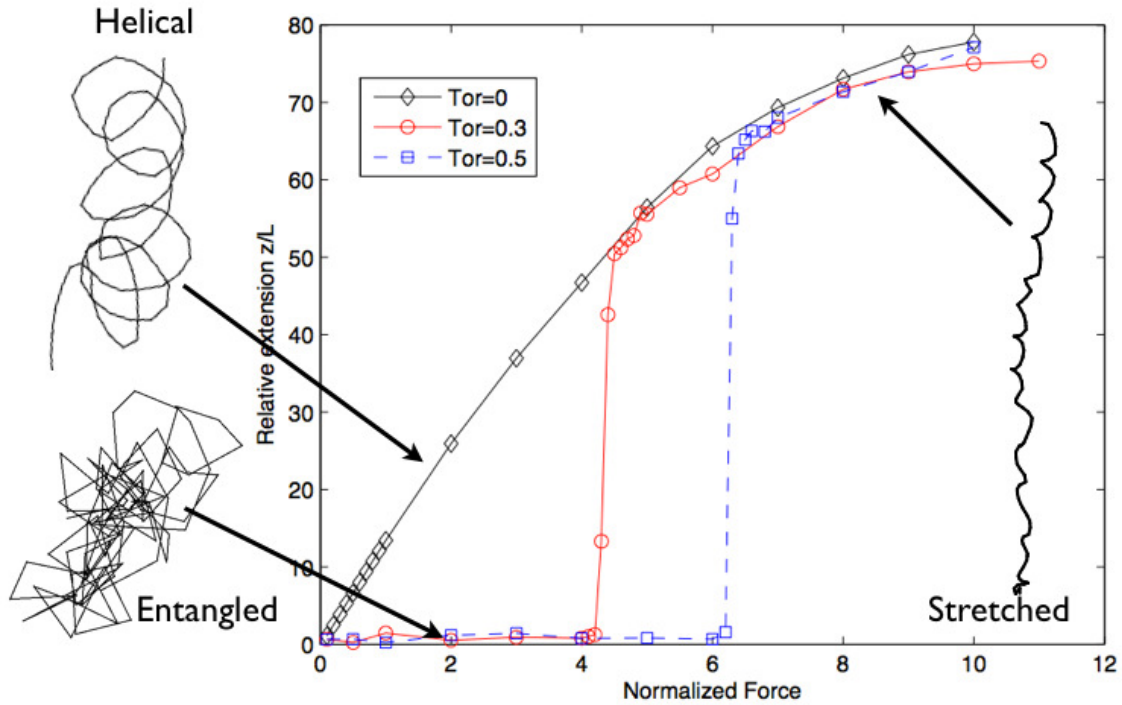 Helical
80
70
60
50
40
30
20
10
0
Relative extension z/L
Tor=0
Tor=0.3
Tor=0.5
Entangled
Stretched
0 2 4 6 8 10 12
Normalized Force